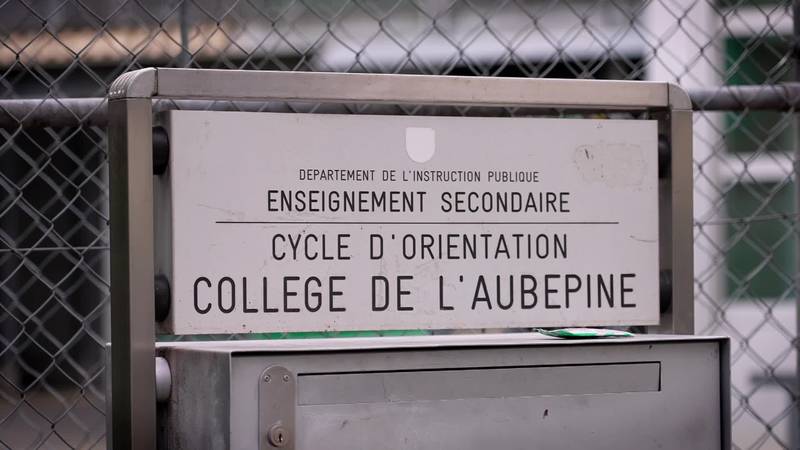 DEPARTEMENT DE L'INSTRUCTION PUBLIQUE
ENSEIGNEMENT SECONDAIRE
CYCLE D'ORIENTATION
COLLEGE DE L'AUBEPINE